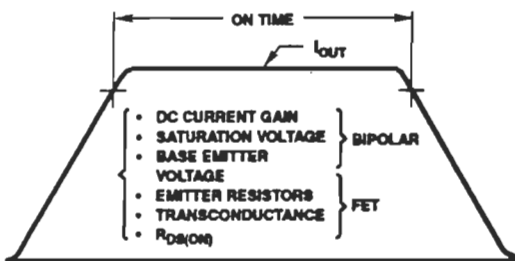 ON TIME
IOUT
• DC CURRENT GAIN
• SATURATION VOLTAGE
• BASE EMITTER
VOLTAGE
BIPOLAR
• EMITTER RESISTORS
• TRANSCONDUCTANCE
• RDS(ON)
FET